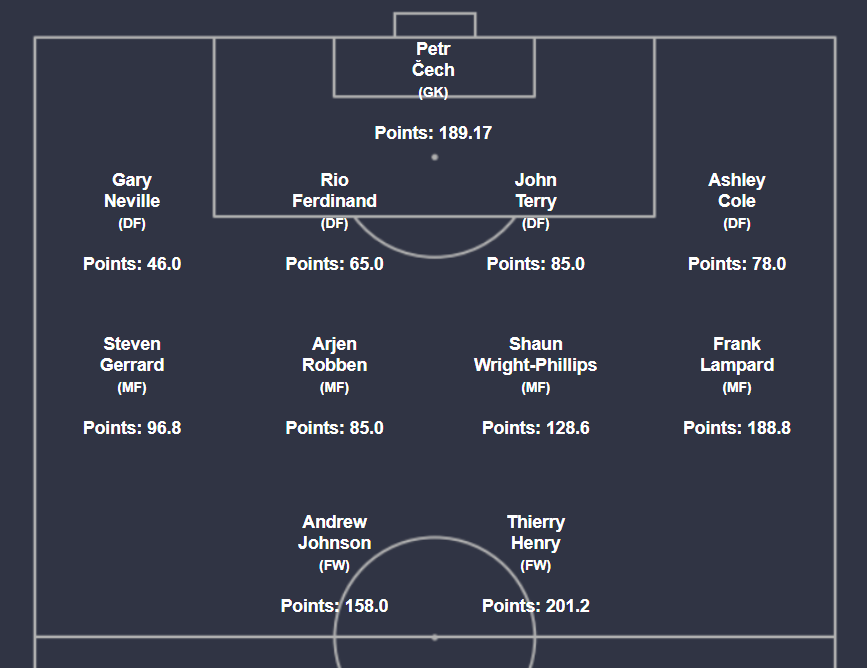 Petr
Čech
(GK)
Points: 189.17
Gary
Neville
(DF)
Points: 46.0
Rio
Ferdinand
(DF)
Points: 65.0
John
Terry
(DF)
Points: 85.0
Ashley
Cole
(DF)
Points: 78.0
Steven
Gerrard
(MF)
Points: 96.8
Arjen
Robben
(MF)
Points: 85.0
Shaun
Wright-Phillips
(MF)
Points: 128.6
Frank
Lampard
(MF)
Points: 188.8
Andrew
Johnson
(FW)
Points: 158.0
Thierry
Henry
(FW)
Points: 201.2